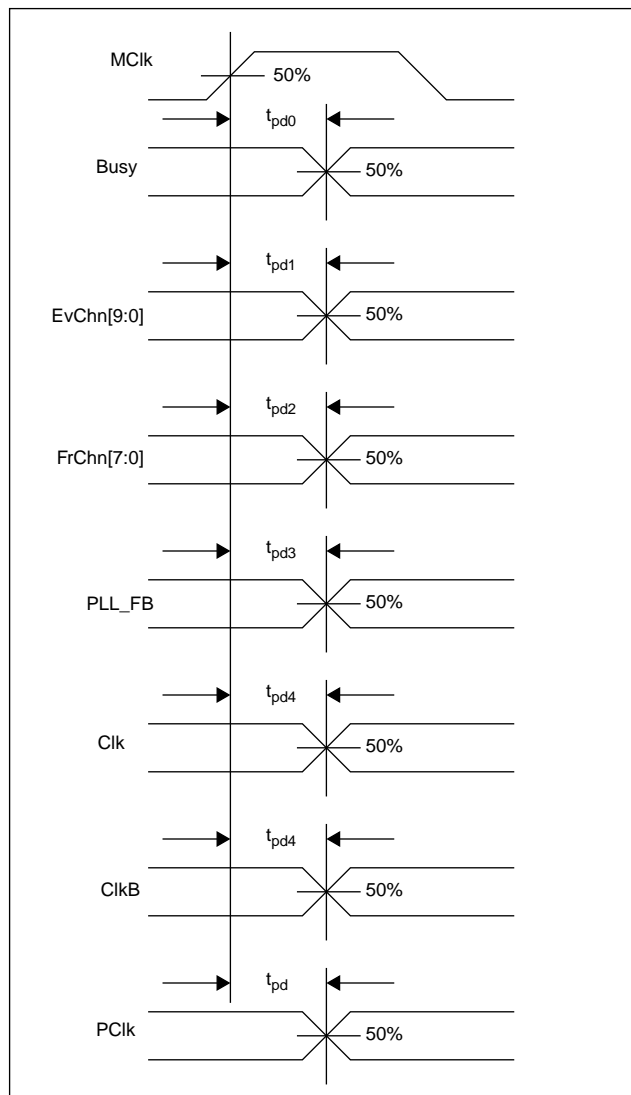 MClk
50%
tpd0
Busy
50%
tpd1
EvChn[9:0]
50%
tpd2
FrChn[7:0]
50%
tpd3
PLL_FB
50%
tpd4
Clk
50%
tpd4
ClkB
50%
tpd
PClk
50%